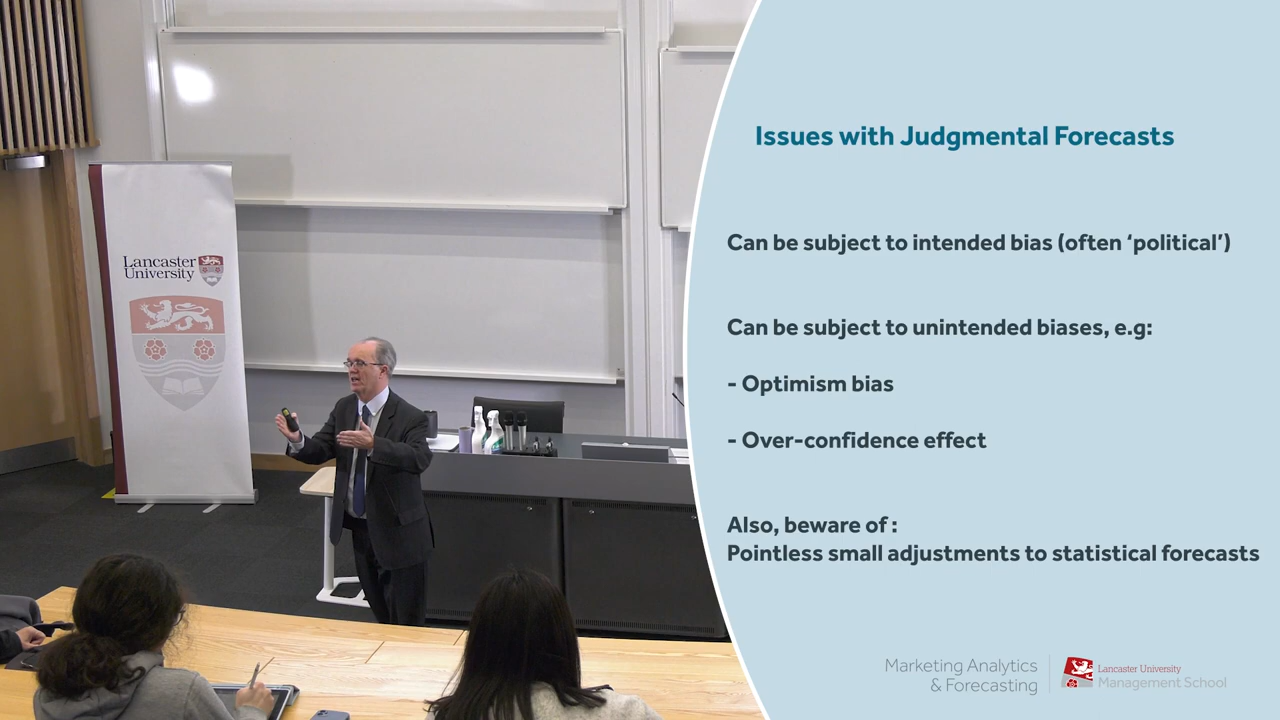 Lancaster
University
Issues with Judgmental Forecasts
Can be subject to intended bias (often ‘political’)
Can be subject to unintended biases, e.g:
- Optimism bias
- Over-confidence effect
Also, beware of :
Pointless small adjustments to statistical forecasts
Marketing Analytics
& Forecasting
Lancaster University
Management School